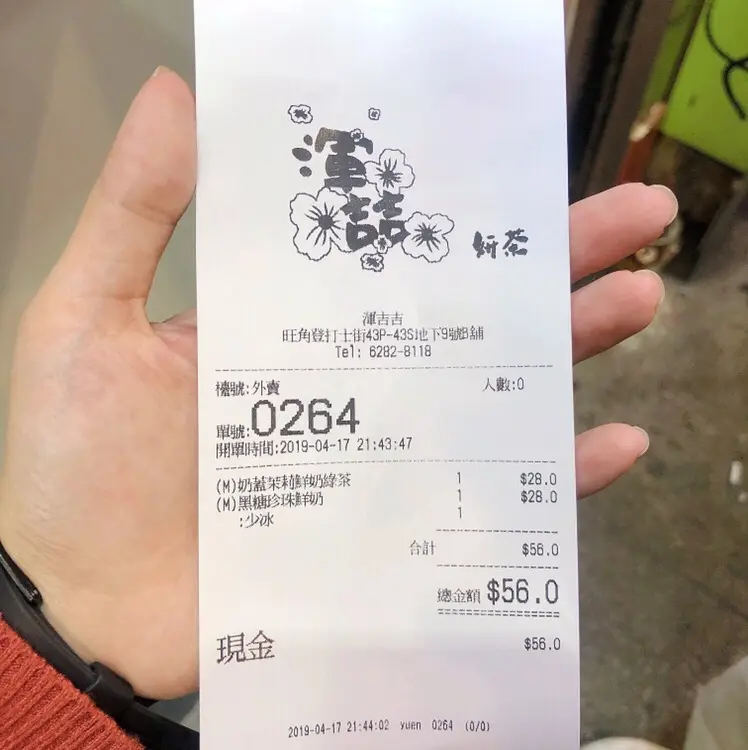 渾
吉吉
妍茶
渾吉吉
旺角登打士街43P-43S地下9號B舖
Tel: 6282-8118
檯號:外賣 人數:0
單號:0264
開單時間:2019-04-17 21:43:47
(M)奶蓋茉莉鮮奶綠茶 1 $28.0
(M)黑糖珍珠鮮奶 1 $28.0
:少冰 1
合計 $56.0
總金額 $56.0
現金 $56.0
2019-04-17 21:44:02 yuen 0264 (0/0)